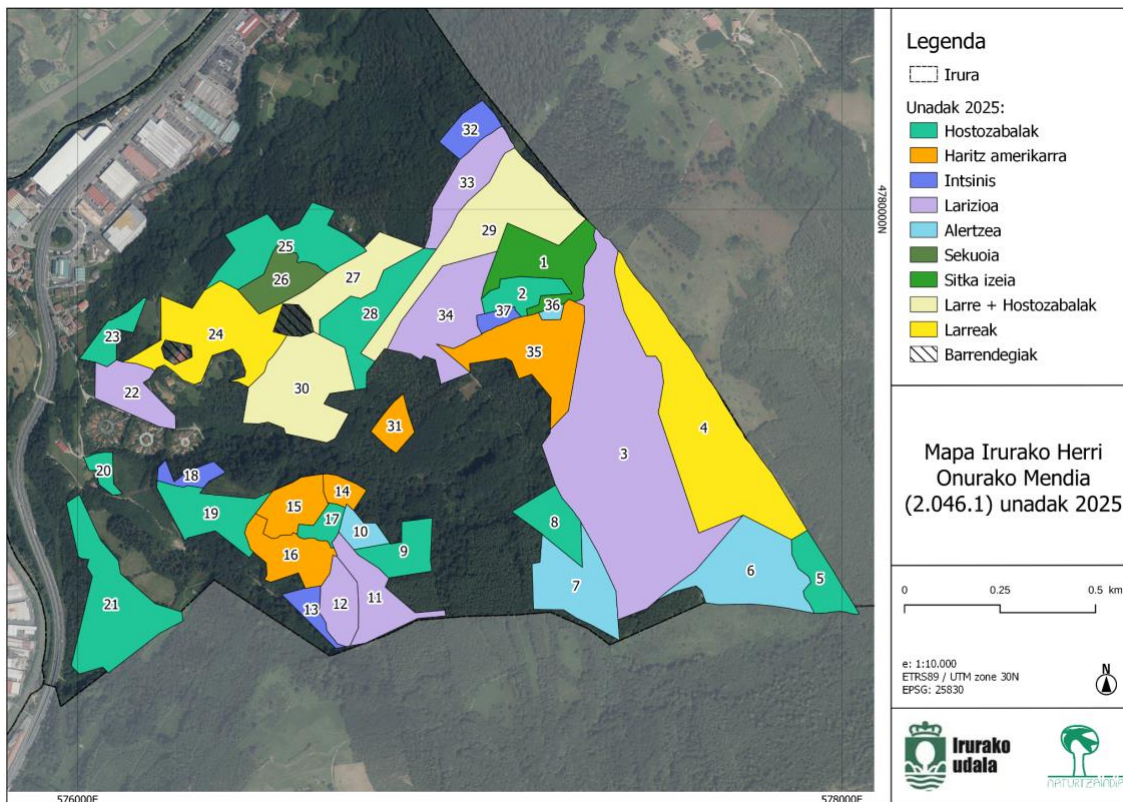 32
33
29
25
1
26
27
2
36
28
37
34
24
35
23
30
22
31
3
4
20
18
14
19
15
17
8
10
9
16
7
6
5
21
13
12
11
4780000N
576000E
578000E
Legenda
Irura
Unadak 2025:
Hostozabalak
Haritz amerikarra
Intsinis
Larizioa
Alertzea
Sekuoia
Sitka izeia
Larre + Hostozabalak
Larreak
Barrendegiak
Mapa Irurako Herri
Onurako Mendia
(2.046.1) unadak 2025
0 0.25 0.5 km
e: 1:10.000
ETRS89 / UTM zone 30N
EPSG: 25830
N
Irurako
udala
NATURTZAINDIA